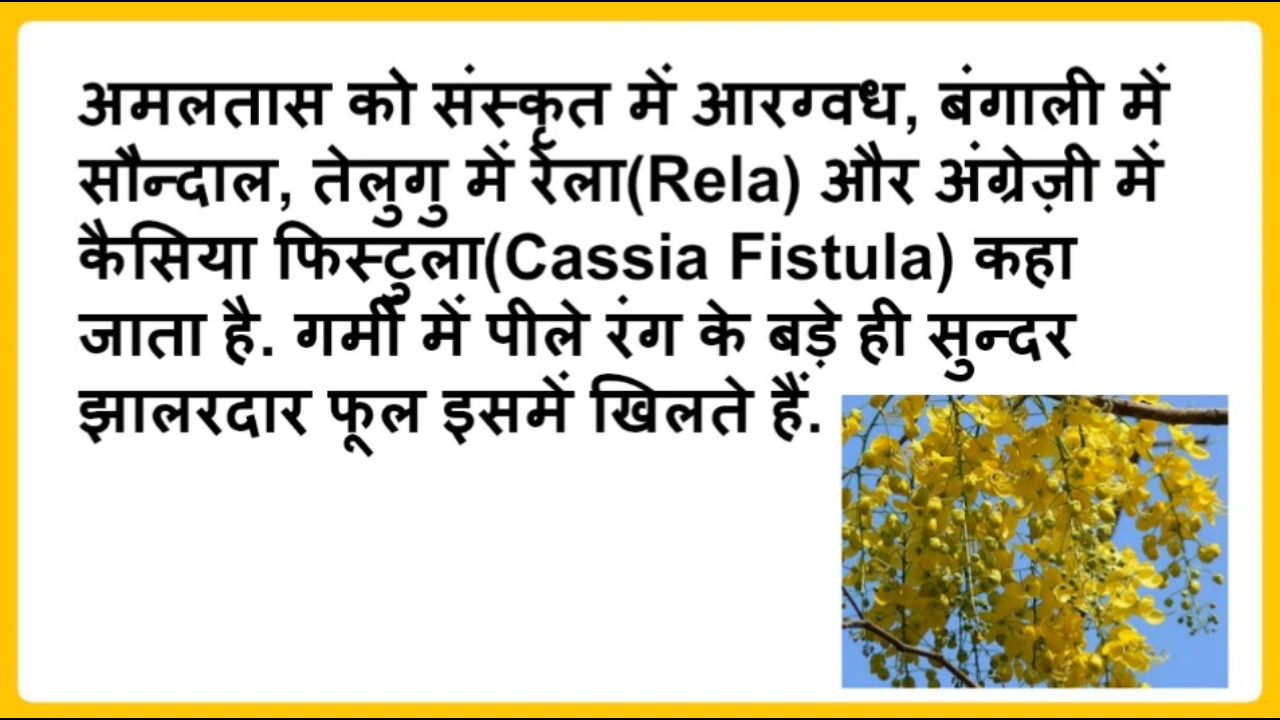 अमलतास को संस्कृत में आरग्वध, बंगाली में
सौन्दाल, तेलुगु में रेला(Rela) और अंग्रेज़ी में
कैसिया फिस्टुला(Cassia Fistula) कहा
जाता है. गर्मी में पीले रंग के बड़े ही सुन्दर
झालरदार फूल इसमें खिलते हैं.